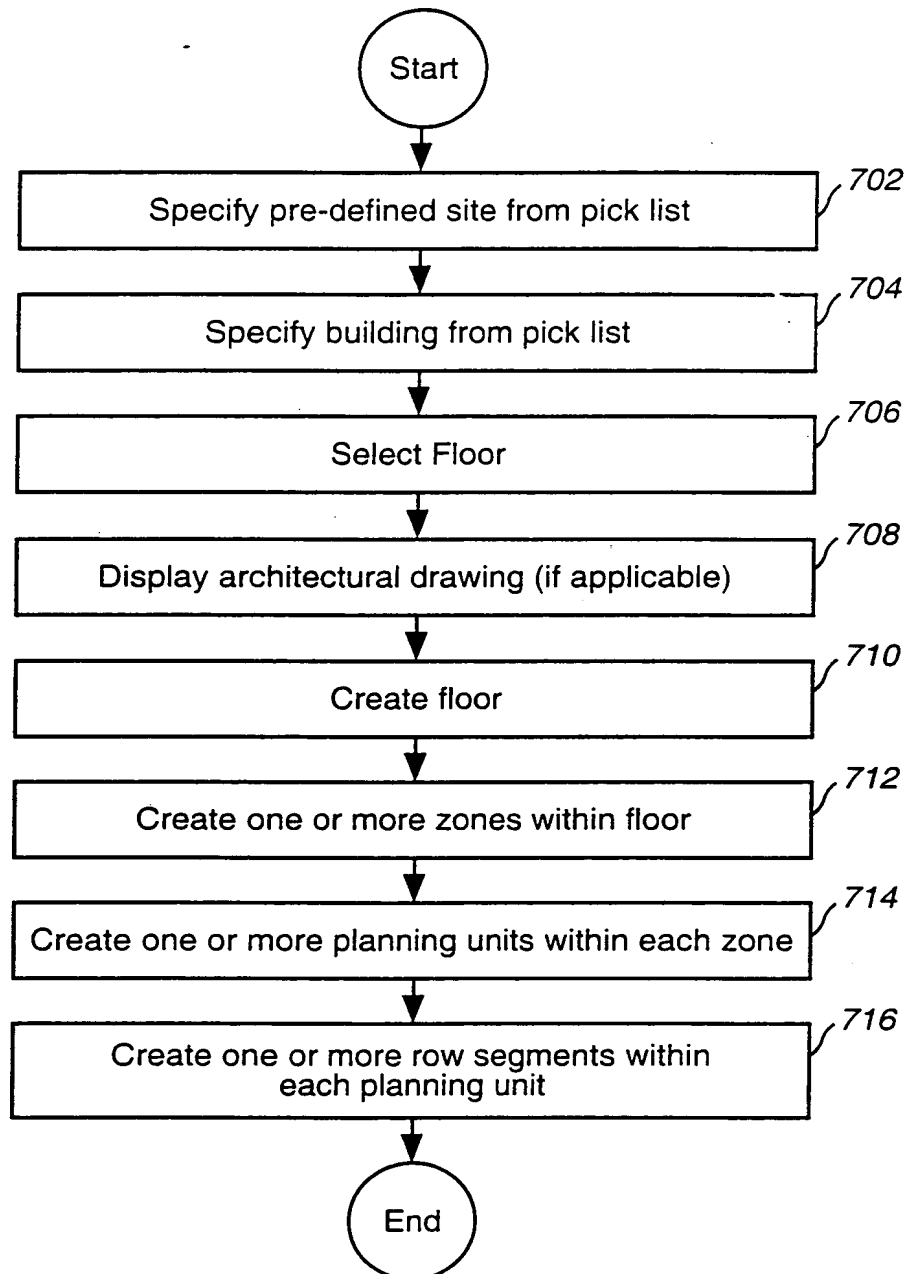 Start
702
Specify pre-defined site from pick list
704
Specify building from pick list
706
Select Floor
708
Display architectural drawing (if applicable)
710
Create floor
712
Create one or more zones within floor
714
Create one or more planning units within each zone
716
Create one or more row segments within
each planning unit
End